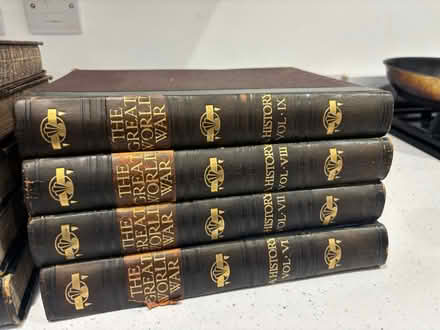 THE
GREAT
WORLD
WAR
A HISTORY
VOL·IX
THE
GREAT
WORLD
WAR
A HISTORY
VOL·VIII
THE
GREAT
WORLD
WAR
A HISTORY
VOL·VII
THE
GREAT
WORLD
WAR
A HISTORY
VOL·VI